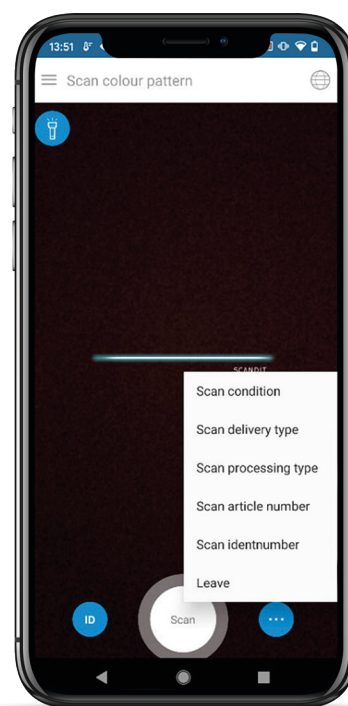 13:51
Scan colour pattern
SCANDIT
Scan condition
Scan delivery type
Scan processing type
Scan article number
Scan identnumber
Leave
ID
Scan